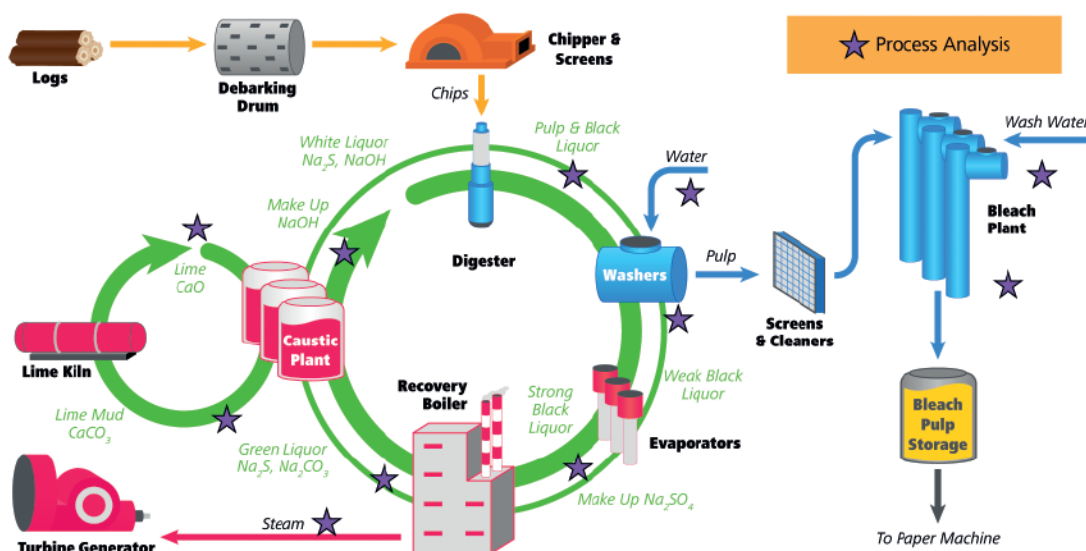 Logs
Debarking
Drum
Chipper &
Screens
Process Analysis
Chips
White Liquor
Na₂S, NaOH
Pulp & Black
Liquor
Water
Wash Water
Make Up
NaOH
Digester
Bleach
Plant
Lime
CaO
Washers
Pulp
Screens
& Cleaners
Caustic
Plant
Lime Kiln
Recovery
Boiler
Strong
Black
Liquor
Weak Black
Liquor
Lime Mud
CaCO₃
Evaporators
Bleach
Pulp
Storage
Green Liquor
Na₂S, Na₂CO₃
Make Up Na₂SO₄
Steam
Turbine Generator
To Paper Machine